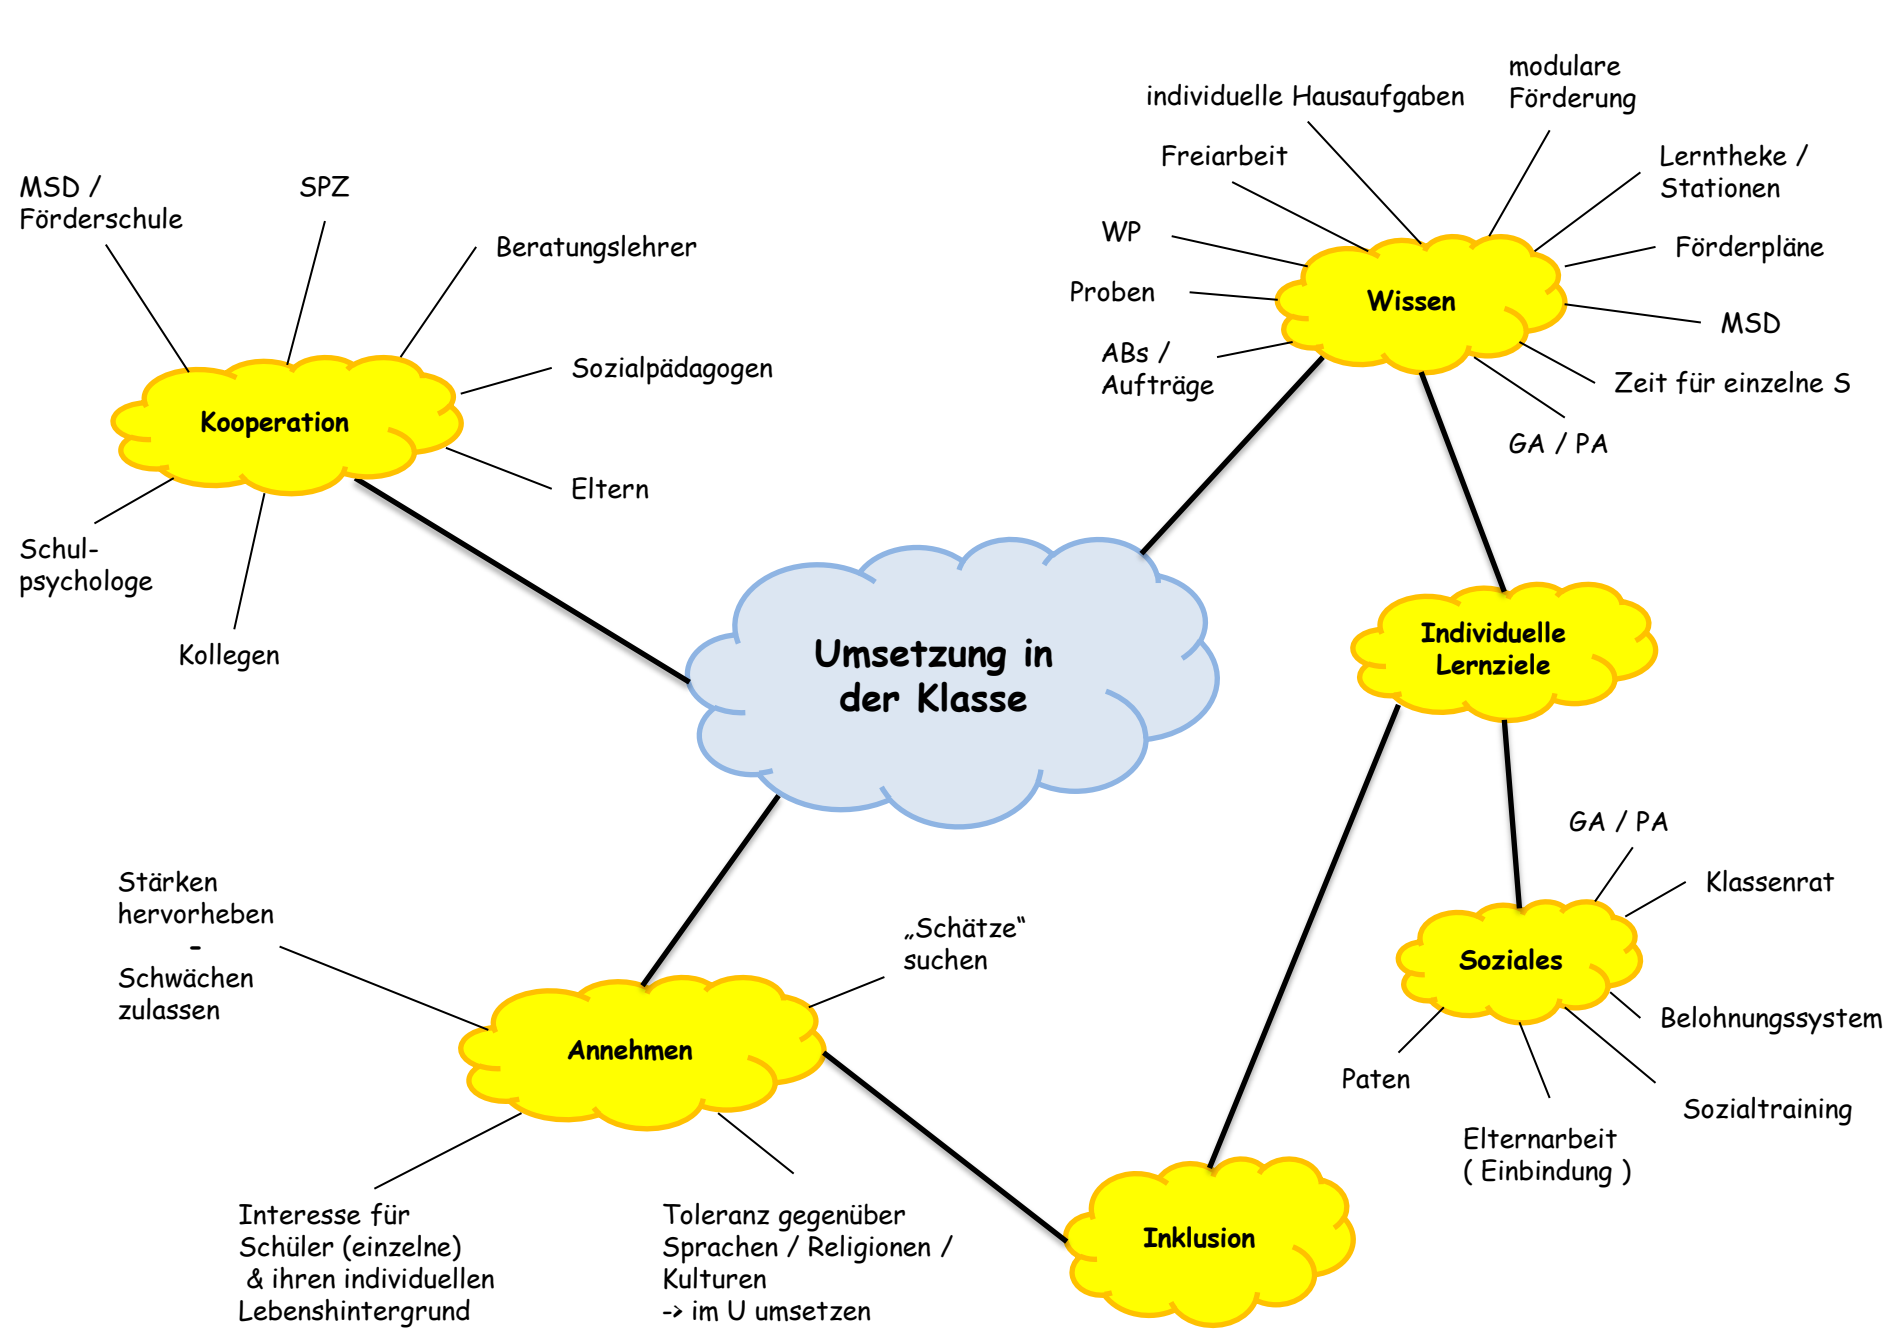 modulare
Förderung
individuelle Hausaufgaben
Freiarbeit
Lerntheke /
Stationen
WP
Förderpläne
Proben
Wissen
MSD
ABs /
Aufträge
Zeit für einzelne S
GA / PA
MSD /
Förderschule
SPZ
Beratungslehrer
Sozialpädagogen
Kooperation
Eltern
Schul-
psychologe
Kollegen
Umsetzung in
der Klasse
Individuelle
Lernziele
GA / PA
Klassenrat
Soziales
Belohnungssystem
Paten
Sozialtraining
Elternarbeit
( Einbindung )
Stärken
hervorheben
-
Schwächen
zulassen
„Schätze“
suchen
Annehmen
Interesse für
Schüler (einzelne)
& ihren individuellen
Lebenshintergrund
Toleranz gegenüber
Sprachen / Religionen /
Kulturen
-> im U umsetzen
Inklusion